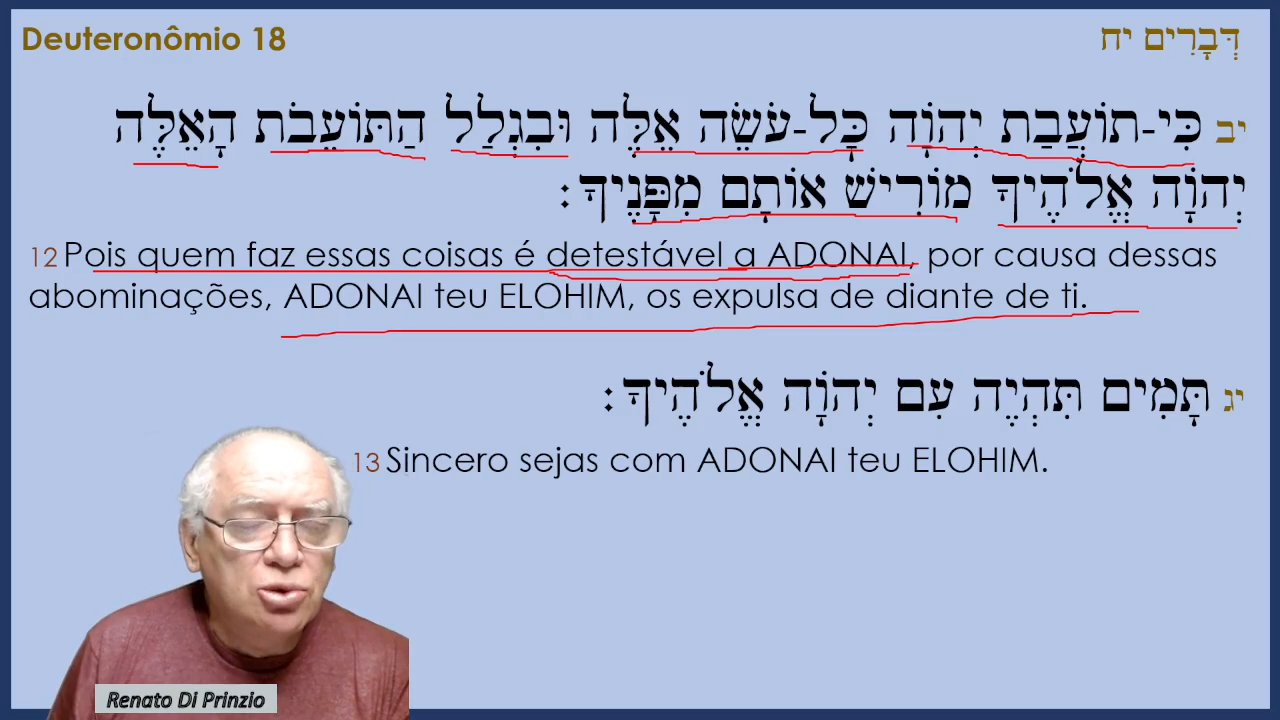 Deuteronômio 18
דְּבָרִים יח
יב כִּי-תוֹעֲבַת יְהוָֹה כָּל-עֹשֵׂה אֵלֶּה וּבִגְלַל הַתּוֹעֵבֹת הָאֵלֶּה
יְהוָֹה אֱלֹהֶיךָ מוֹרִישׁ אוֹתָם מִפָּנֶיךָ:
12 Pois quem faz essas coisas é detestável a ADONAI, por causa dessas
abominações, ADONAI teu ELOHIM, os expulsa de diante de ti.
יג תָּמִים תִּהְיֶה עִם יְהוָֹה אֱלֹהֶיךָ:
13 Sincero sejas com ADONAI teu ELOHIM.
Renato Di Prinzio